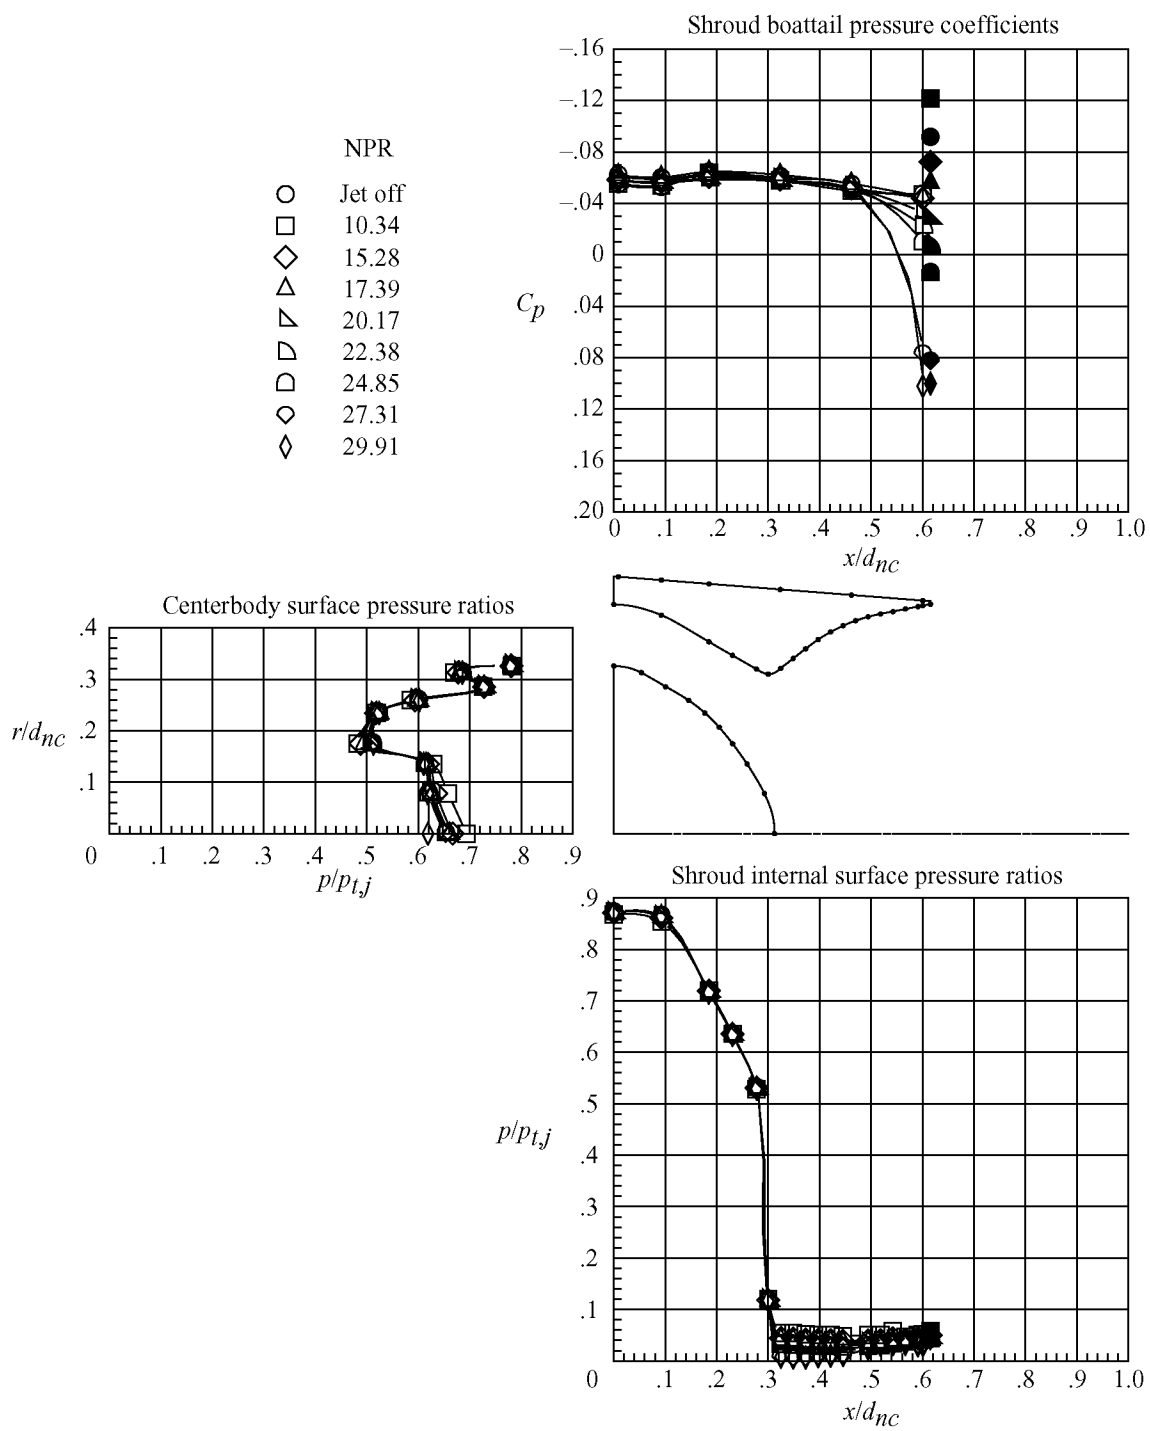 Shroud boattail pressure coefficients
–.16
–.12
–.08
–.04
0
.04
.08
.12
.16
.20
C_p
0 .1 .2 .3 .4 .5 .6 .7 .8 .9 1.0
x/d_nc
NPR
Jet off
10.34
15.28
17.39
20.17
22.38
24.85
27.31
29.91
Centerbody surface pressure ratios
.4
.3
.2
.1
r/d_nc
0 .1 .2 .3 .4 .5 .6 .7 .8 .9
p/p_t,j
Shroud internal surface pressure ratios
.9
.8
.7
.6
.5
.4
.3
.2
.1
p/p_t,j
0 .1 .2 .3 .4 .5 .6 .7 .8 .9 1.0
x/d_nc